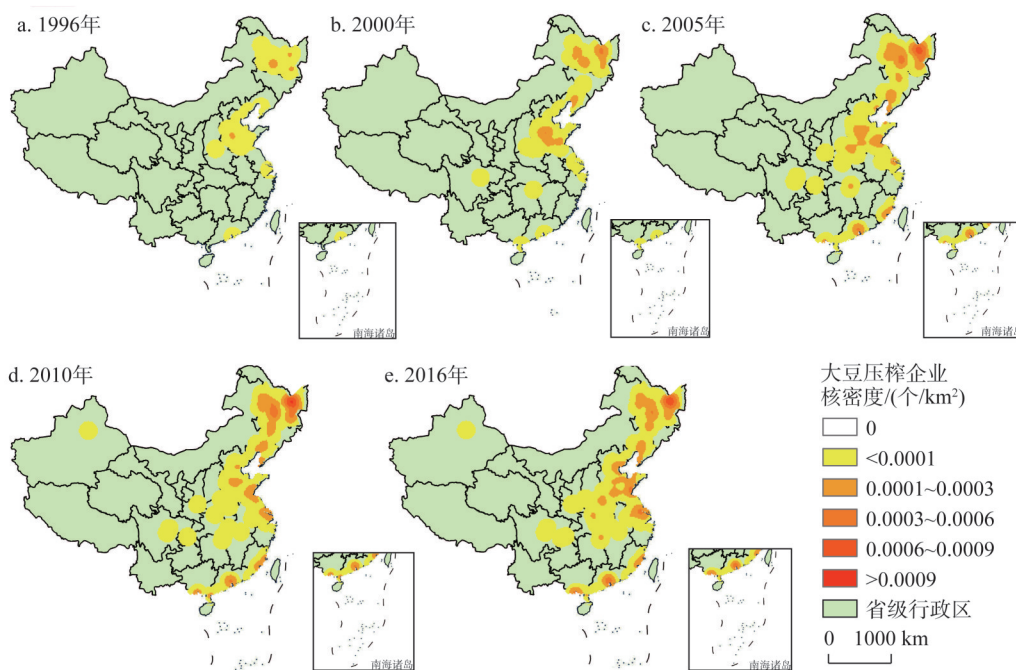 a. 1996年
b. 2000年
c. 2005年
南海诸岛
南海诸岛
南海诸岛
d. 2010年
e. 2016年
南海诸岛
南海诸岛
大豆压榨企业
核密度/(个/km²)
0
<0.0001
0.0001~0.0003
0.0003~0.0006
0.0006~0.0009
>0.0009
省级行政区
0 1000 km